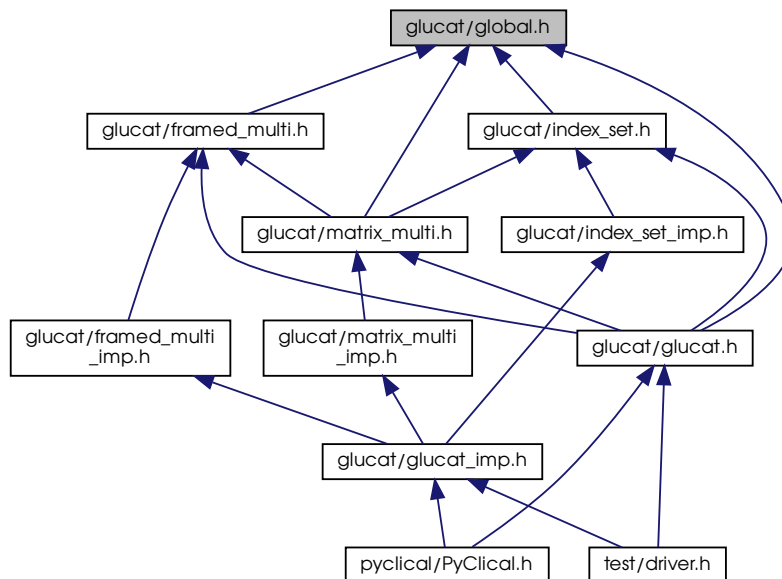 glucat/global.h
glucat/framed_multi.h
glucat/index_set.h
glucat/matrix_multi.h
glucat/index_set_imp.h
glucat/framed_multi
_imp.h
glucat/matrix_multi
_imp.h
glucat/glucat.h
glucat/glucat_imp.h
pyclical/PyClical.h
test/driver.h